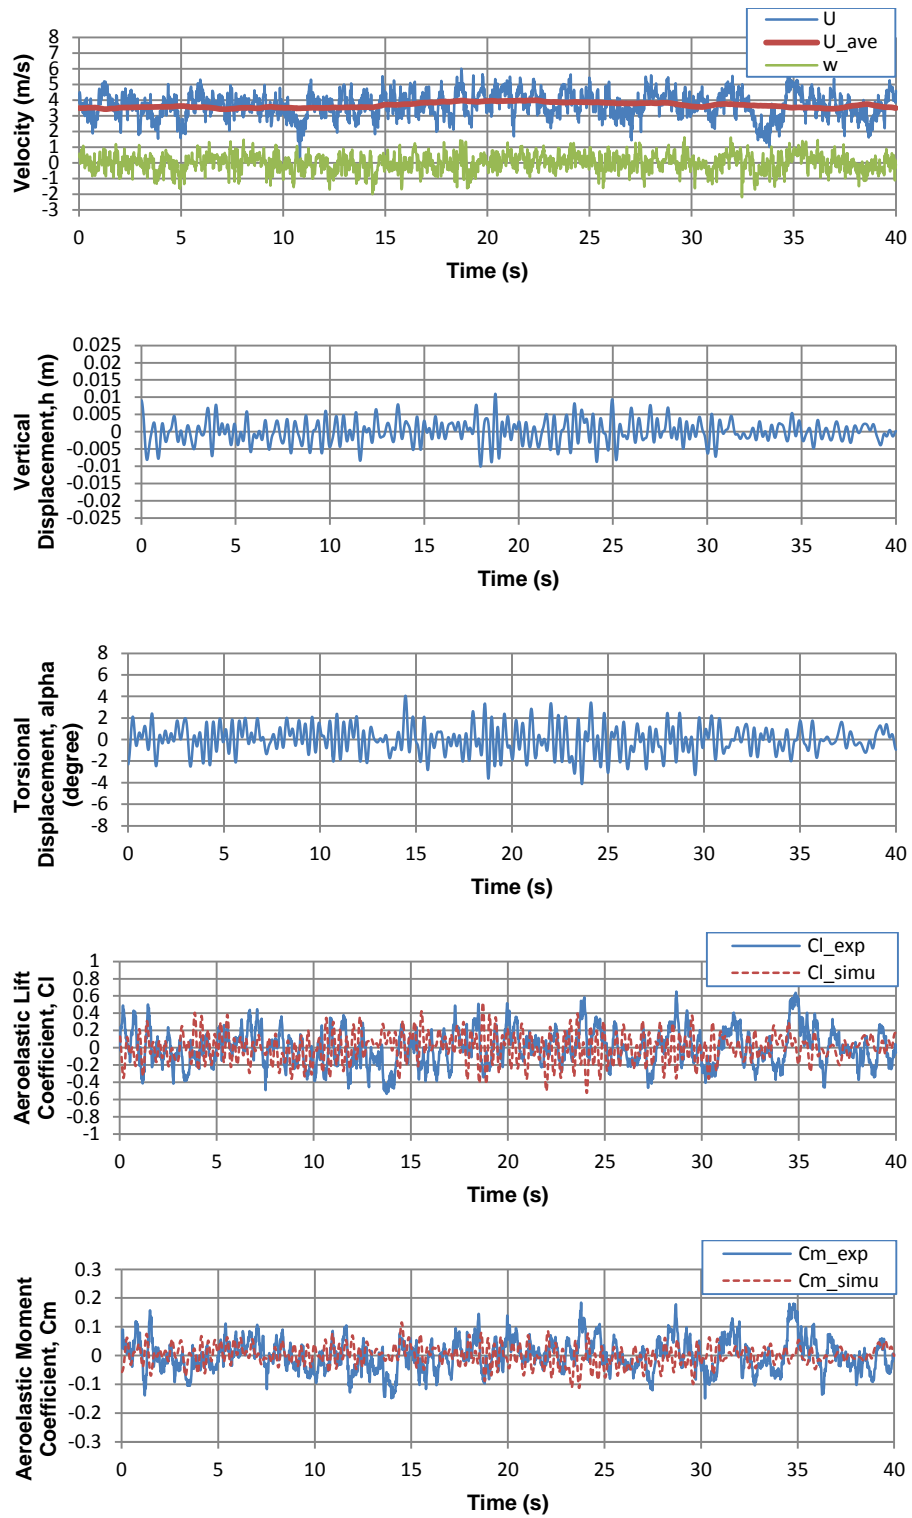 U
U_ave
w
Velocity (m/s)
8
7
6
5
4
3
2
1
0
-1
-2
-3
0 5 10 15 20 25 30 35 40
Time (s)
Vertical
Displacement,h (m)
0.025
0.02
0.015
0.01
0.005
0
-0.005
-0.01
-0.015
-0.02
-0.025
0 5 10 15 20 25 30 35 40
Time (s)
Torsional
Displacement, alpha
(degree)
8
6
4
2
0
-2
-4
-6
-8
0 5 10 15 20 25 30 35 40
Time (s)
Cl_exp
Cl_simu
Aeroelastic Lift
Coefficient, Cl
1
0.8
0.6
0.4
0.2
0
-0.2
-0.4
-0.6
-0.8
-1
0 5 10 15 20 25 30 35 40
Time (s)
Cm_exp
Cm_simu
Aeroelastic Moment
Coefficient, Cm
0.3
0.2
0.1
0
-0.1
-0.2
-0.3
0 5 10 15 20 25 30 35 40
Time (s)